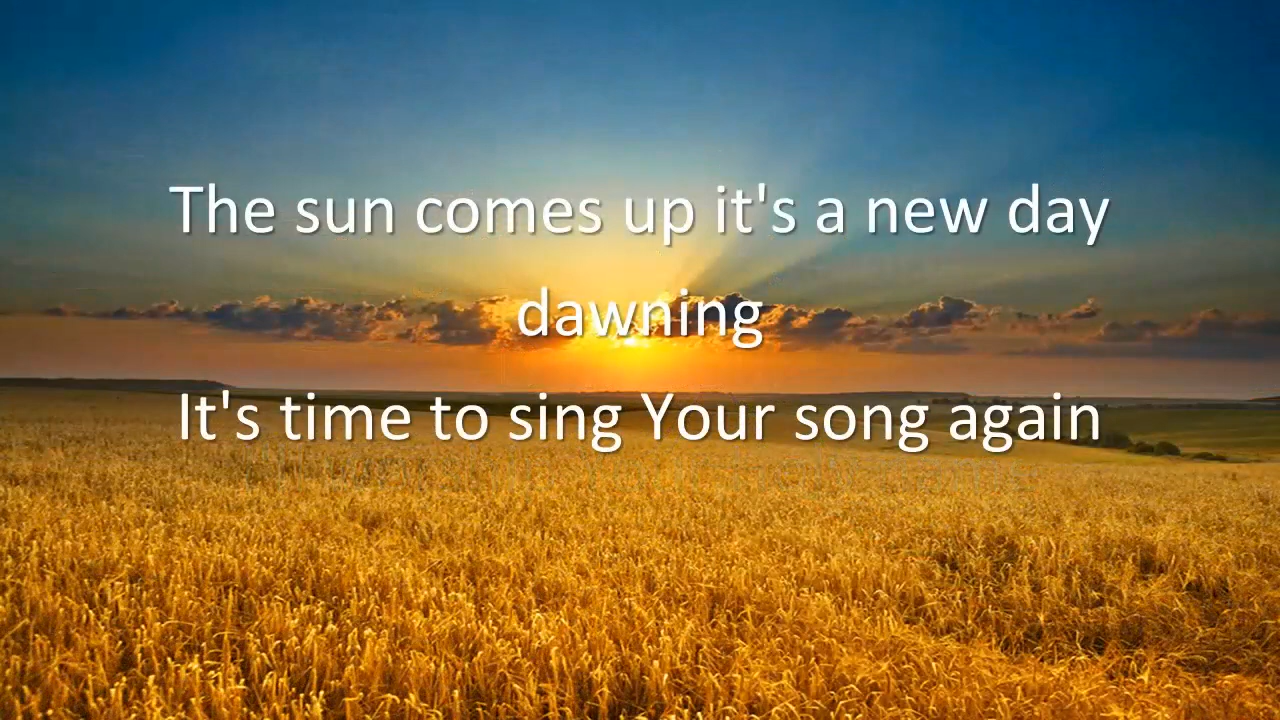 The sun comes up it's a new day
dawning
It's time to sing Your song again